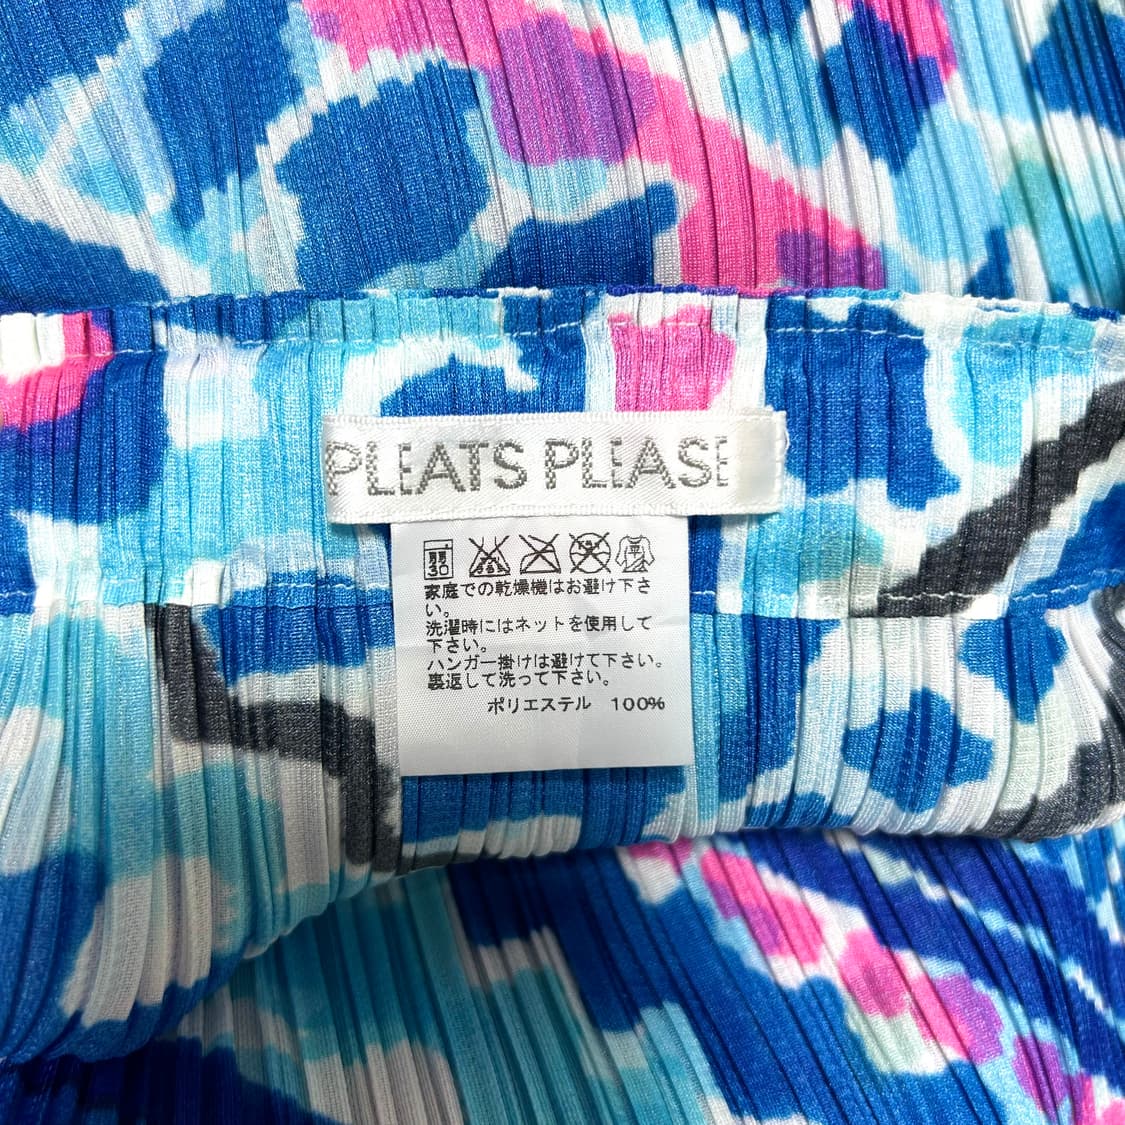 PLEATS PLEASE
弱
30
家庭での乾燥機はお避け下さ
い。
洗濯時にはネットを使用して
下さい。
ハンガー掛けは避けて下さい。
裏返して洗って下さい。
ポリエステル 100%